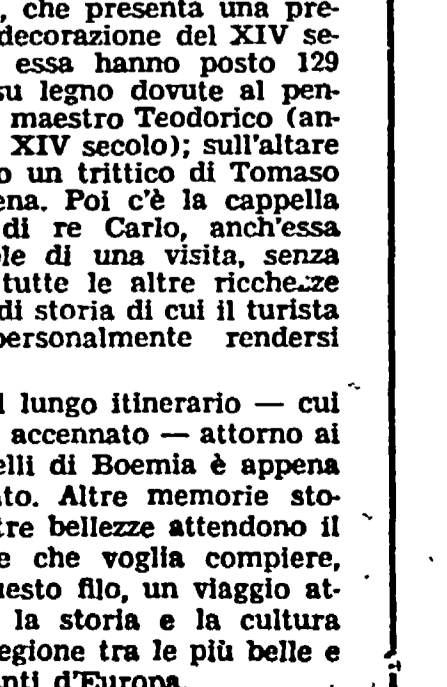 , che presenta una pre-
decorazione del XIV se-
essa hanno posto 129
su legno dovute al pen-
maestro Teodorico (an-
XIV secolo); sull'altare
o un trittico di Tomaso
ena. Poi c'è la cappella
di re Carlo, anch'essa
le di una visita, senza
tutte le altre ricchezze
di storia di cui il turista
personalmente rendersi
l lungo itinerario — cui
accennato — attorno ai
elli di Boemia è appena
to. Altre memorie sto-
tre bellezze attendono il
e che voglia compiere,
uesto filo, un viaggio at-
la storia e la cultura
egione tra le più belle e
nti d'Europa.